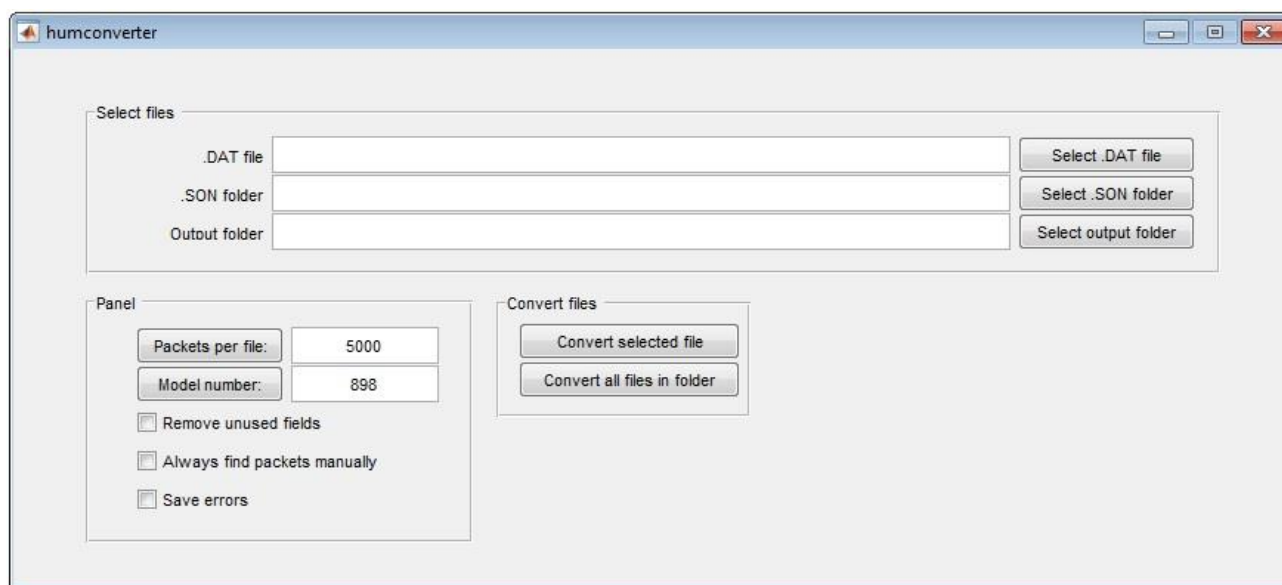 humconverter
Select files
.DAT file
Select .DAT file
.SON folder
Select .SON folder
Output folder
Select output folder
Panel
Packets per file:
5000
Model number:
898
Remove unused fields
Always find packets manually
Save errors
Convert files
Convert selected file
Convert all files in folder